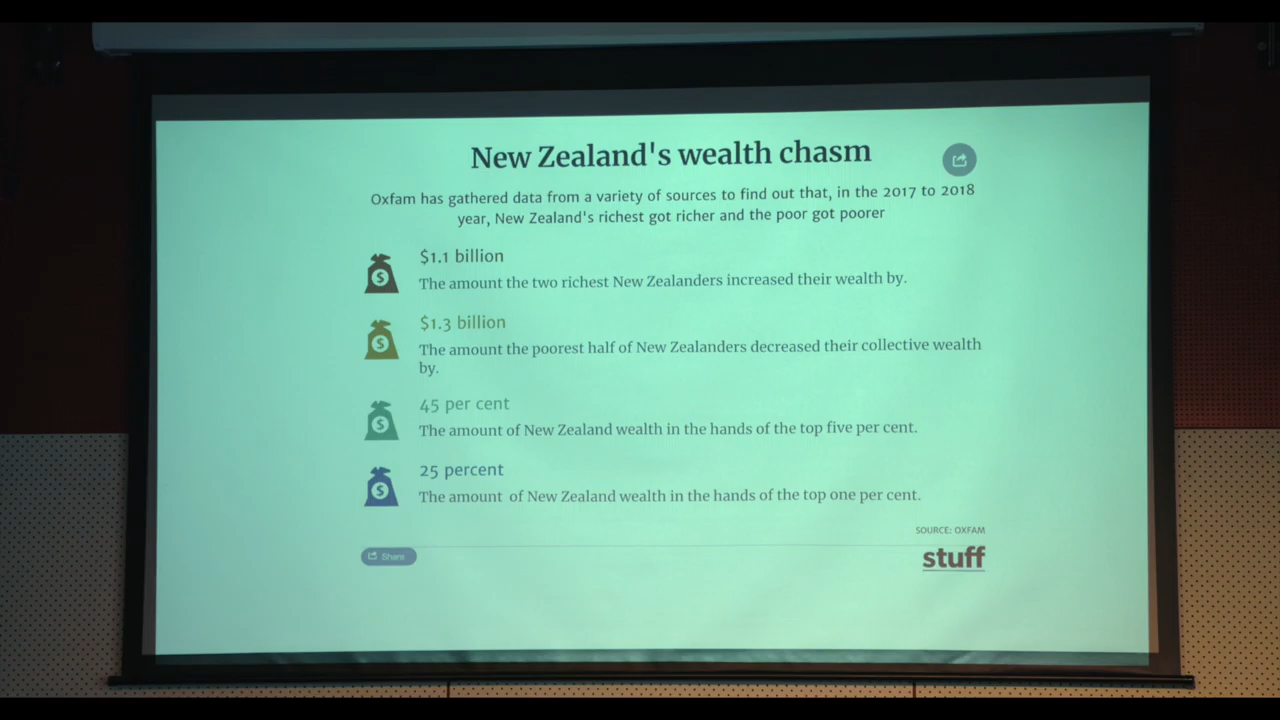 New Zealand's wealth chasm
Oxfam has gathered data from a variety of sources to find out that, in the 2017 to 2018
year, New Zealand's richest got richer and the poor got poorer
$1.1 billion
The amount the two richest New Zealanders increased their wealth by.
$1.3 billion
The amount the poorest half of New Zealanders decreased their collective wealth
by.
45 per cent
The amount of New Zealand wealth in the hands of the top five per cent.
25 percent
The amount of New Zealand wealth in the hands of the top one per cent.
SOURCE: OXFAM
Share
stuff